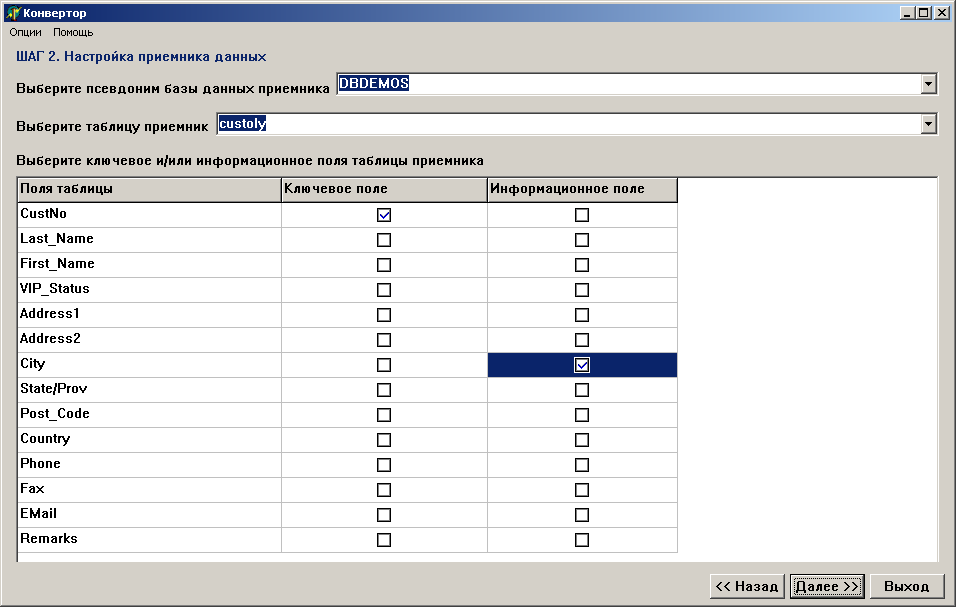 Конвертор
Опции Помощь
ШАГ 2. Настройка приемника данных
Выберите псевдоним базы данных приемника DBDEMOS
Выберите таблицу приемник custoly
Выберите ключевое и/или информационное поля таблицы приемника
Поля таблицы Ключевое поле Информационное поле
CustNo
Last_Name
First_Name
VIP_Status
Address1
Address2
City
State/Prov
Post_Code
Country
Phone
Fax
EMail
Remarks
<< Назад Далее >> Выход